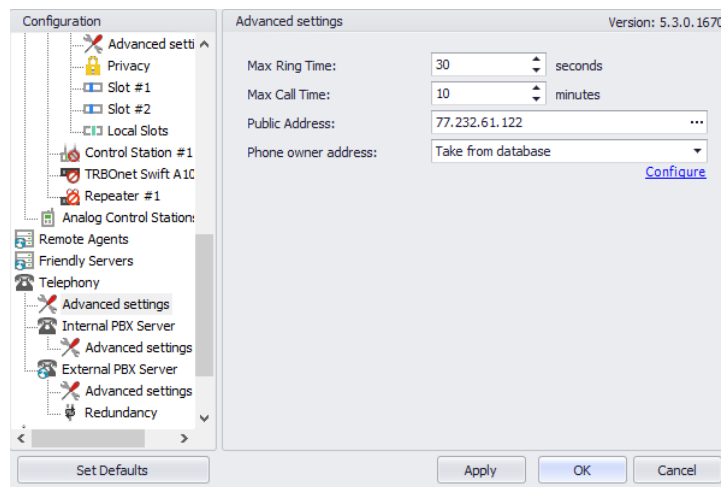 Configuration
Advanced setti
Privacy
Slot #1
Slot #2
Local Slots
Control Station #1
TRBOnet Swift A10
Repeater #1
Analog Control Station
Remote Agents
Friendly Servers
Telephony
Advanced settings
Internal PBX Server
Advanced settings
External PBX Server
Advanced settings
Redundancy
Set Defaults
Advanced settings Version: 5.3.0.1670
Max Ring Time: 30 seconds
Max Call Time: 10 minutes
Public Address: 77.232.61.122 ...
Phone owner address: Take from database
Configure
Apply OK Cancel